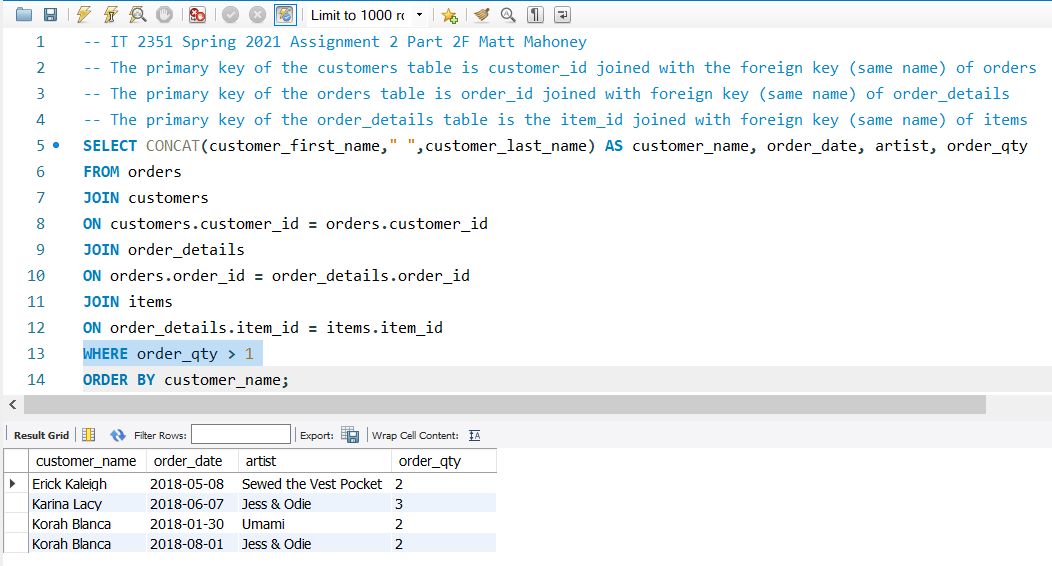 Limit to 1000 rc
1 -- IT 2351 Spring 2021 Assignment 2 Part 2F Matt Mahoney
2 -- The primary key of the customers table is customer_id joined with the foreign key (same name) of orders
3 -- The primary key of the orders table is order_id joined with foreign key (same name) of order_details
4 -- The primary key of the order_details table is the item_id joined with foreign key (same name) of items
5 SELECT CONCAT(customer_first_name," ",customer_last_name) AS customer_name, order_date, artist, order_qty
6 FROM orders
7 JOIN customers
8 ON customers.customer_id = orders.customer_id
9 JOIN order_details
10 ON orders.order_id = order_details.order_id
11 JOIN items
12 ON order_details.item_id = items.item_id
13 WHERE order_qty > 1
14 ORDER BY customer_name;
Result Grid Filter Rows: Export: Wrap Cell Content: IA
customer_name order_date artist order_qty
Erick Kaleigh 2018-05-08 Sewed the Vest Pocket 2
Karina Lacy 2018-06-07 Jess & Odie 3
Korah Blanca 2018-01-30 Umami 2
Korah Blanca 2018-08-01 Jess & Odie 2